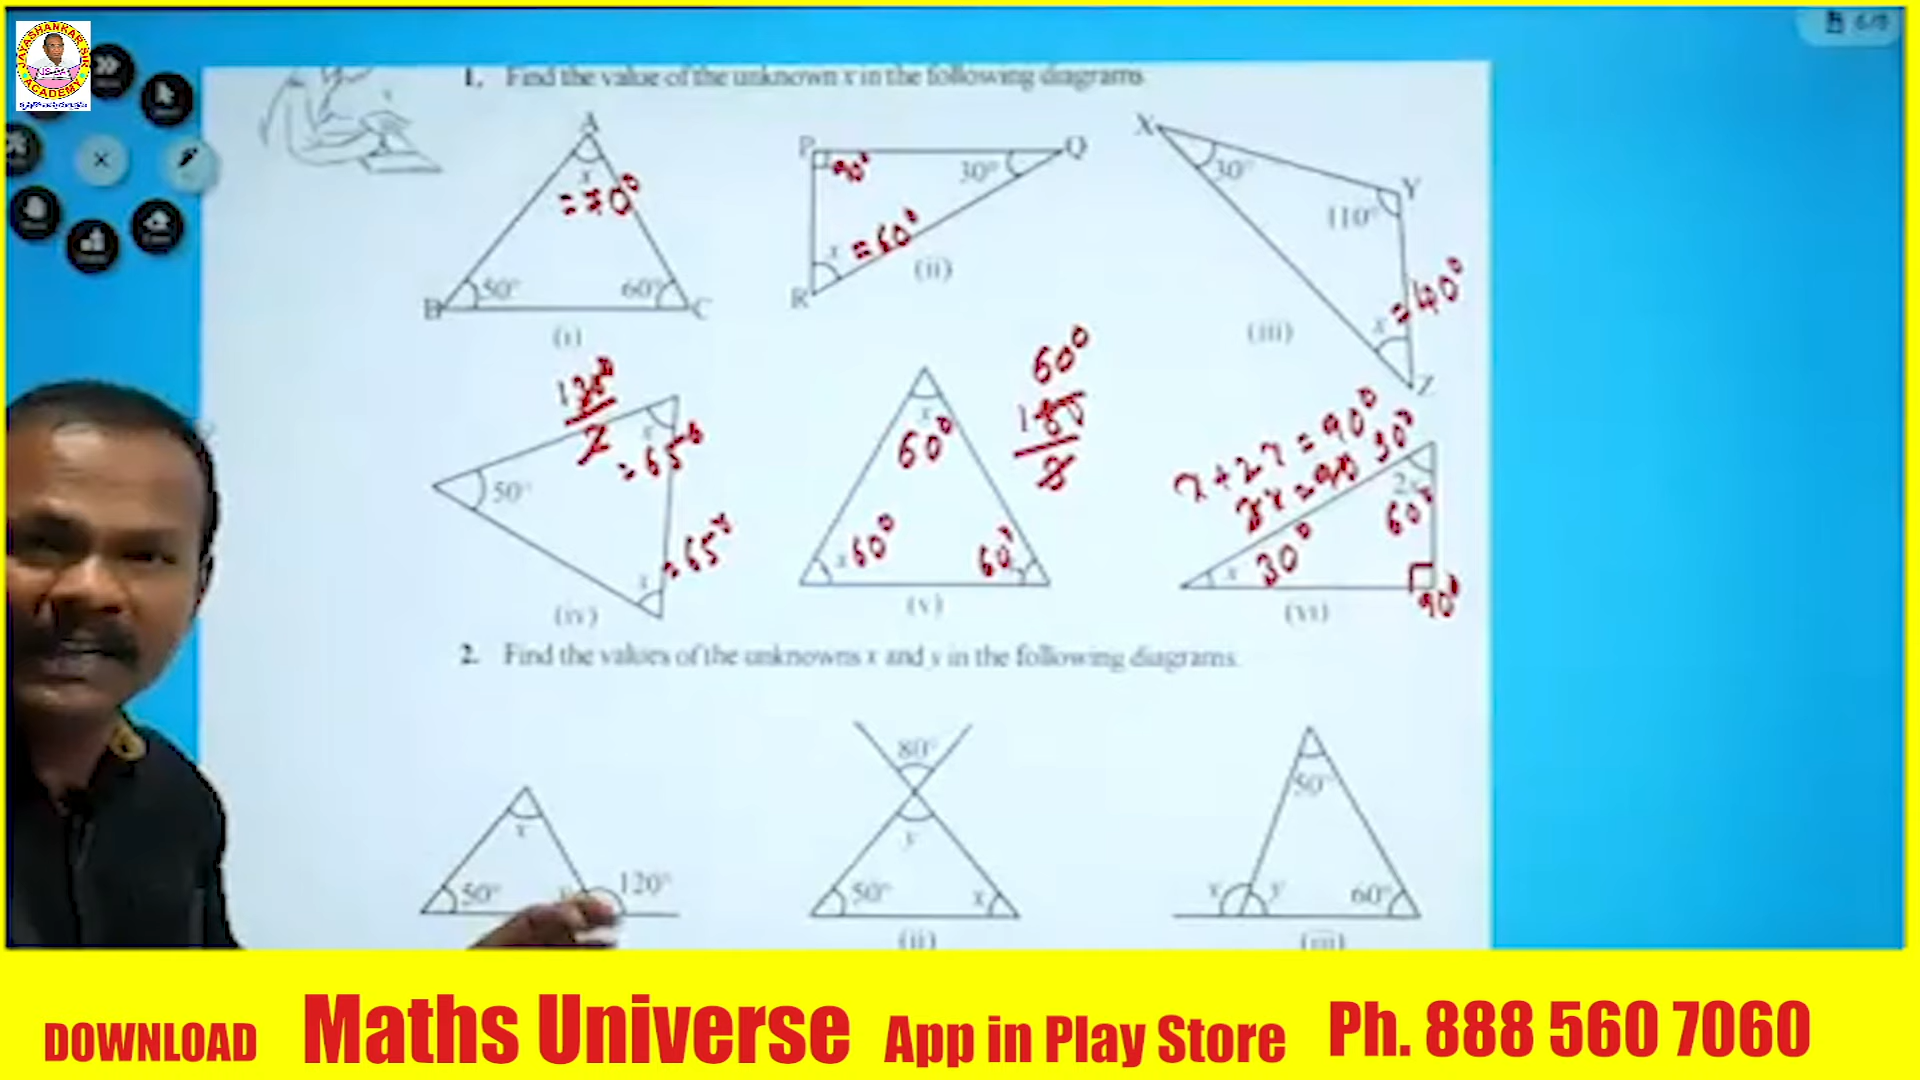 JAYASHANKAR SIR
ACADEMY
1. Find the value of the unknown x in the following diagrams
A
x
= 70°
B
50°
60°
C
(i)
P
90°
30°
Q
x
= 60°
R
(ii)
X
30°
Y
110°
x
= 40°
Z
(iii)
50°
x
= 65°
x
= 65°
(iv)
x
60°
x
60°
60°
60°
180
3
(v)
x + 2x = 90°
3x = 90
30°
2x
60°
x
30°
90°
(vi)
2. Find the values of the unknowns x and y in the following diagrams.
x
50°
y
120°
80°
y
50°
x
(ii)
50°
x
y
60°
(iii)
DOWNLOAD Maths Universe App in Play Store Ph. 888 560 7060